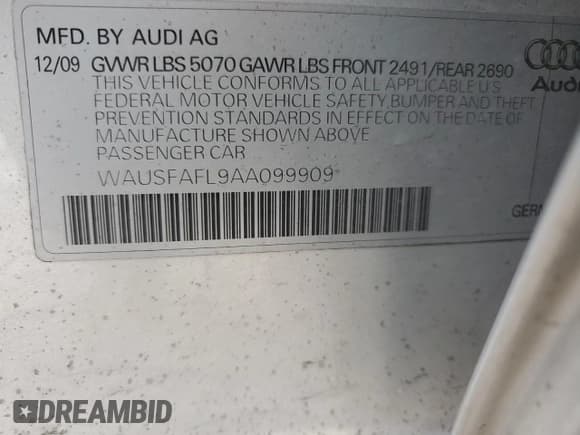 MFD. BY AUDI AG
12/09 GVWR LBS 5070 GAWR LBS FRONT 2491/REAR 2690
THIS VEHICLE CONFORMS TO ALL APPLICABLE U.S
FEDERAL MOTOR VEHICLE SAFETY, BUMPER AND THEFT
PREVENTION STANDARDS IN EFFECT ON THE DATE OF
MANUFACTURE SHOWN ABOVE
PASSENGER CAR
Audi
WAUSFAFL9AA099909
GERM
DREAMBID